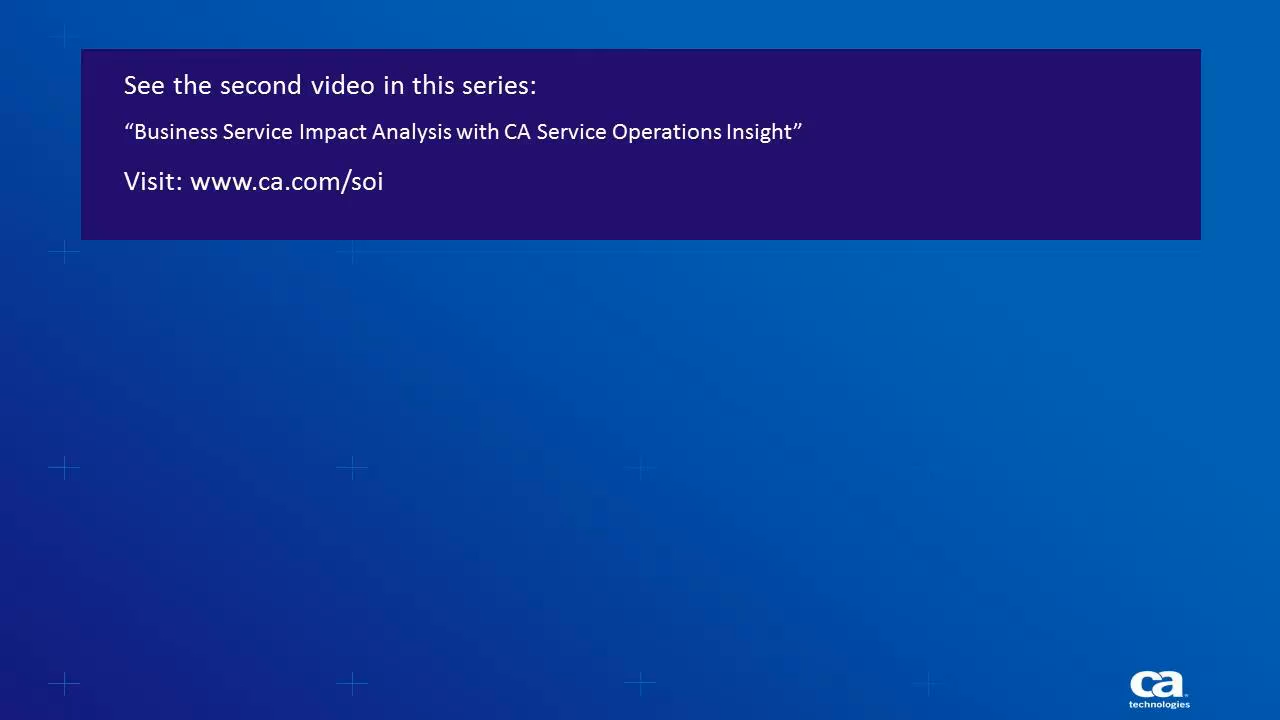 See the second video in this series:
“Business Service Impact Analysis with CA Service Operations Insight”
Visit: www.ca.com/soi
ca
technologies